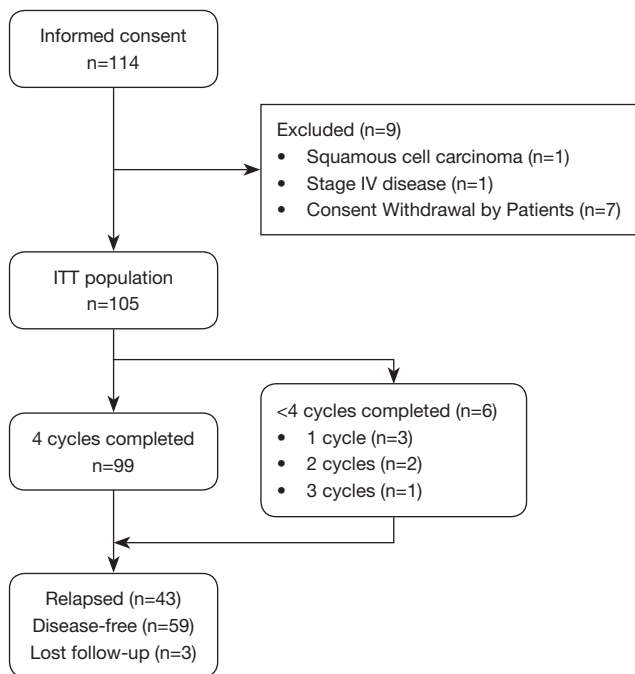 Informed consent
n=114
Excluded (n=9)
• Squamous cell carcinoma (n=1)
• Stage IV disease (n=1)
• Consent Withdrawal by Patients (n=7)
ITT population
n=105
4 cycles completed
n=99
<4 cycles completed (n=6)
• 1 cycle (n=3)
• 2 cycles (n=2)
• 3 cycles (n=1)
Relapsed (n=43)
Disease-free (n=59)
Lost follow-up (n=3)